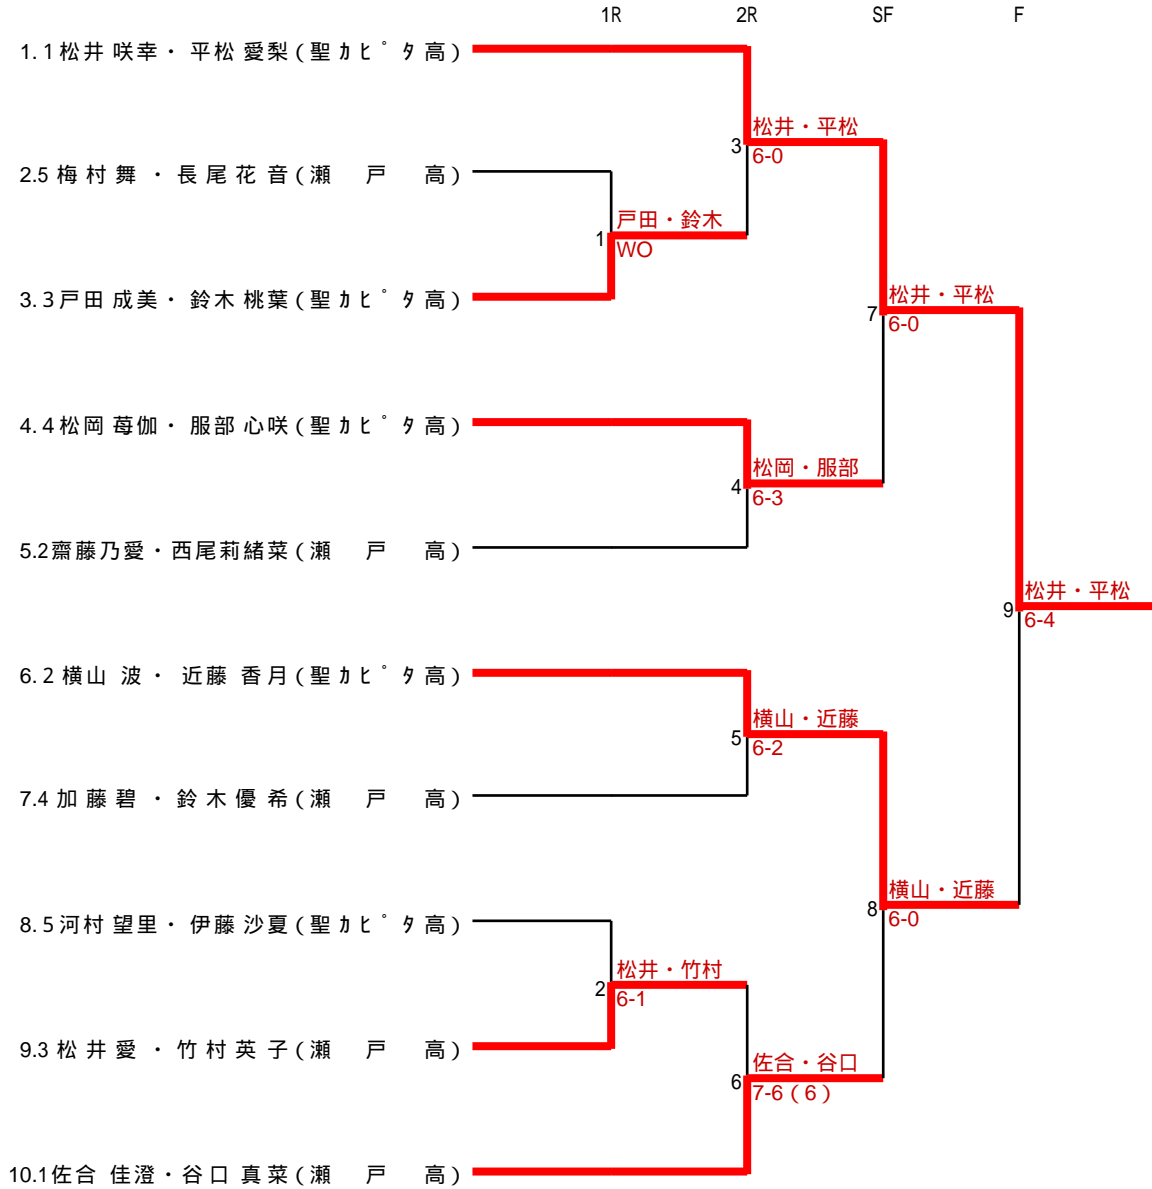 1R 2R SF F
1.1松井 咲幸・平松 愛梨(聖カピタ高)
松井・平松
3
6-0
2.5 梅村舞・長尾花音(瀬戸高)
戸田・鈴木
1
WO
3.3戸田 成美・鈴木 桃葉(聖カピタ高)
松井・平松
7
6-0
4.4松岡 苺伽・服部 心咲(聖カピタ高)
松岡・服部
4
6-3
5.2齋藤乃愛・西尾莉緒菜(瀬戸高)
松井・平松
9
6-4
6.2 横山 波・近藤 香月(聖カピタ高)
横山・近藤
5
6-2
7.4 加藤碧・鈴木優希(瀬戸高)
横山・近藤
8
6-0
8.5河村 望里・伊藤 沙夏(聖カピタ高)
松井・竹村
2
6-1
9.3 松井愛・竹村英子(瀬戸高)
佐合・谷口
6
7-6(6)
10.1佐合 佳澄・谷口 真菜(瀬戸高)